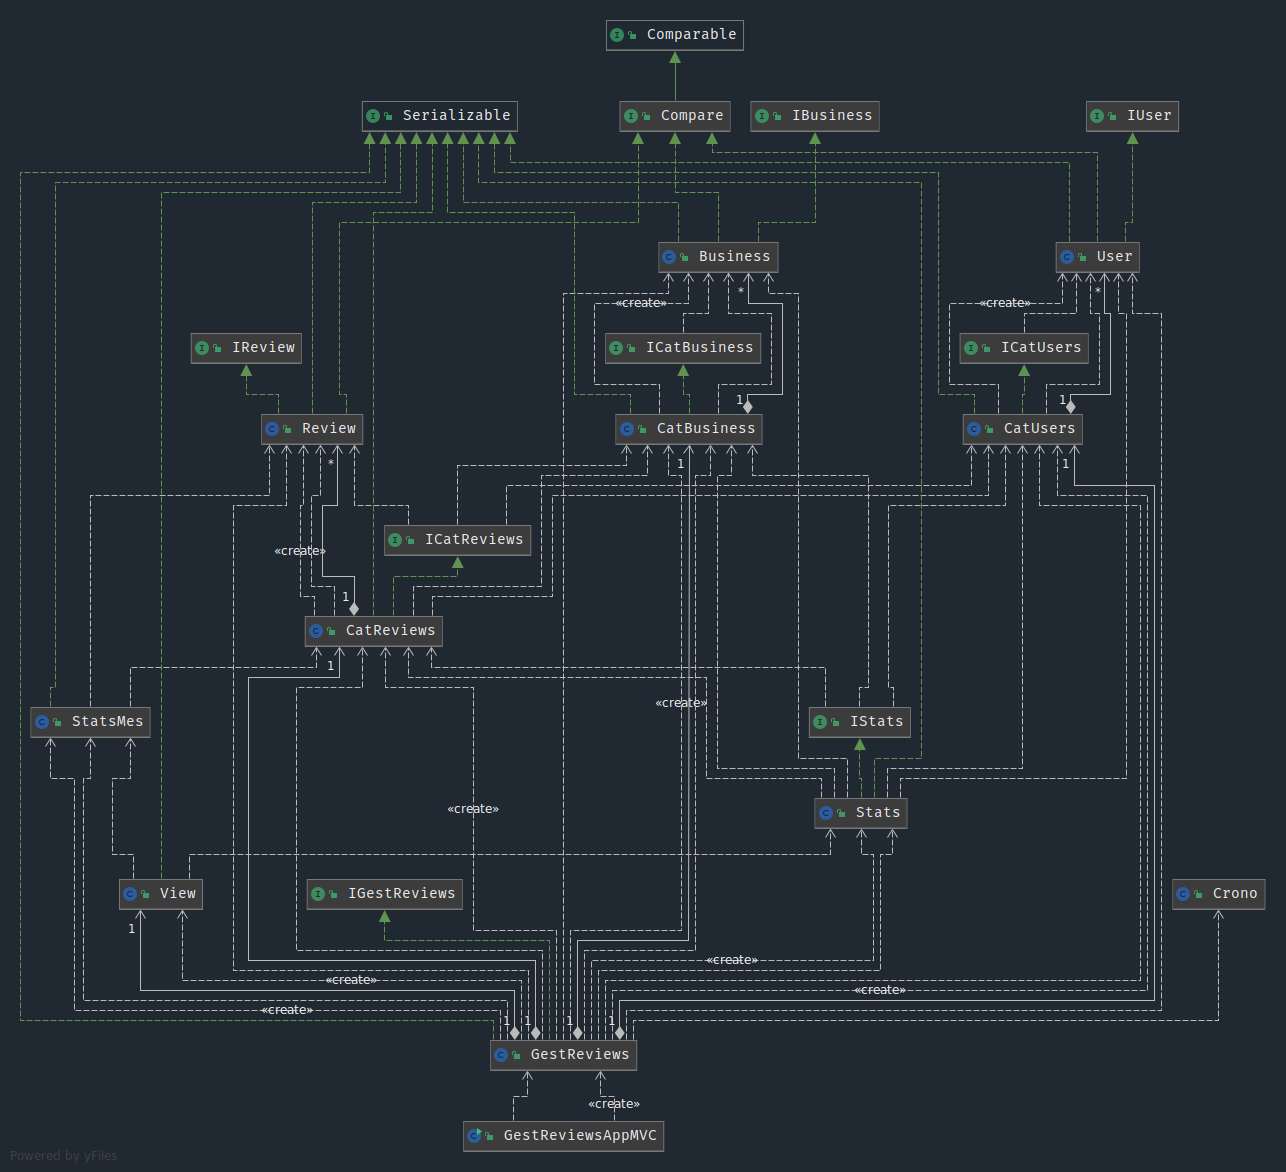 Comparable
Serializable
Compare
IBusiness
IUser
Business
User
«create»
*
«create»
*
IReview
ICatBusiness
ICatUsers
1
1
Review
CatBusiness
CatUsers
*
1
1
ICatReviews
«create»
1
CatReviews
1
«create»
StatsMes
IStats
«create»
Stats
View
IGestReviews
Crono
1
«create»
«create»
«create»
«create»
1
1
1
1
GestReviews
«create»
GestReviewsAppMVC
Powered by yFiles